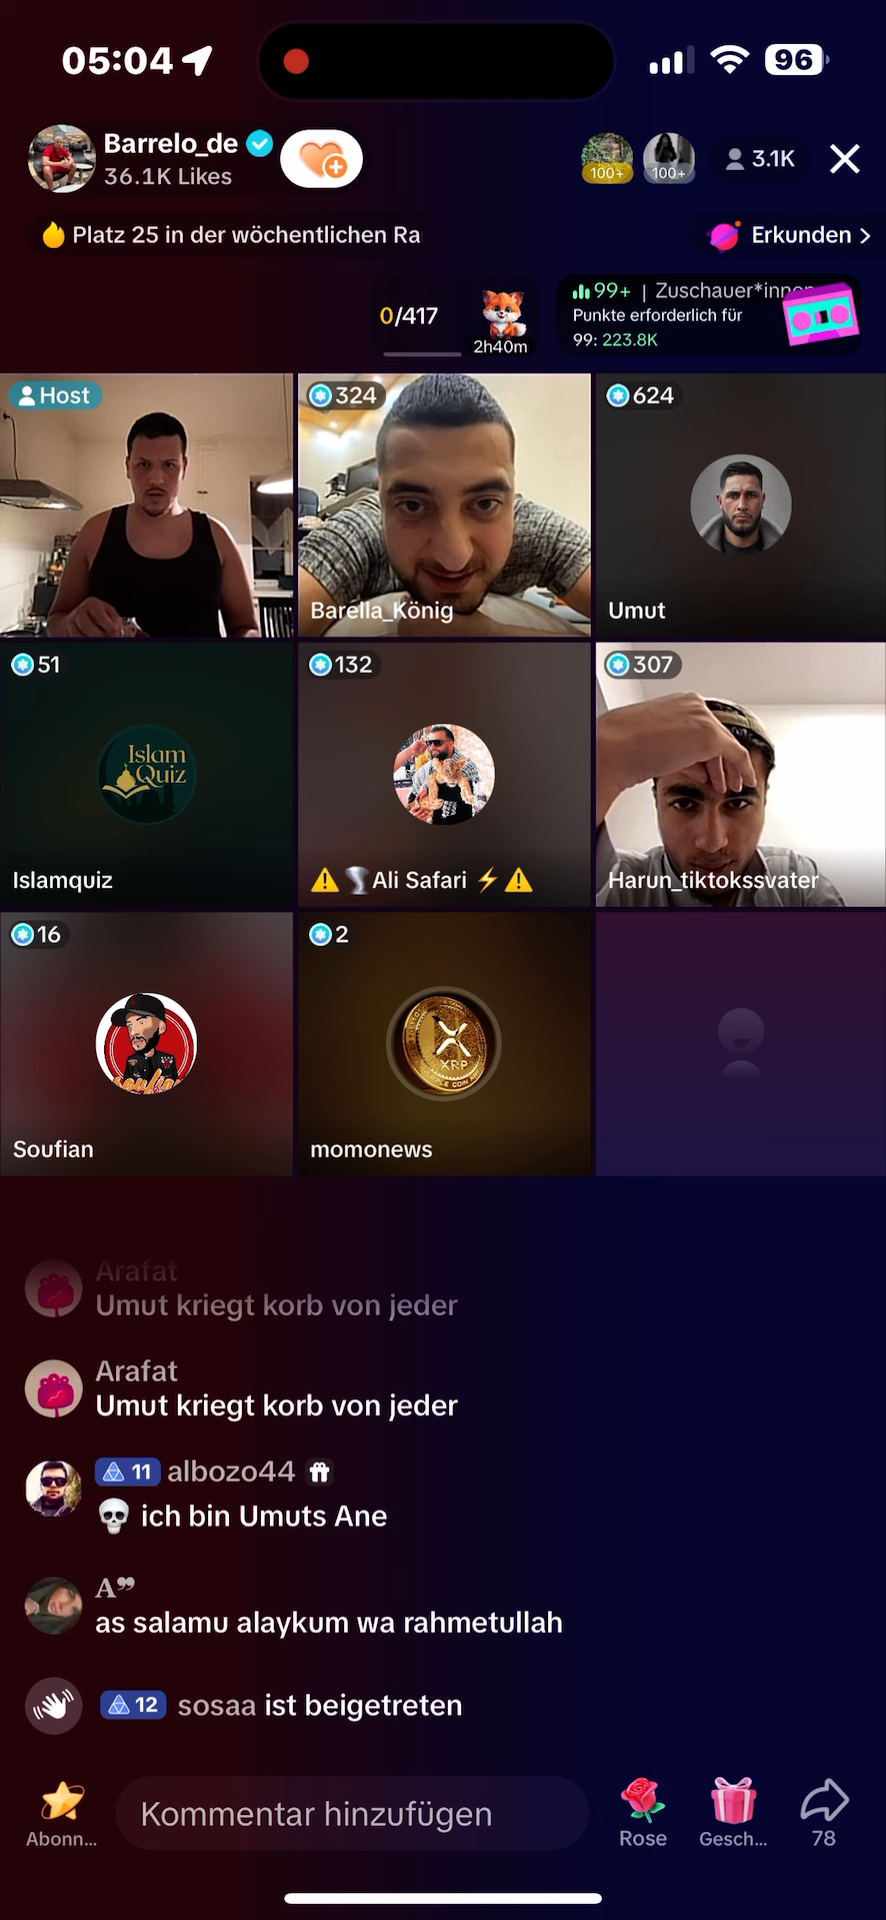 05:04
96
Barrelo_de
36.1K Likes
100+
100+
3.1K
Platz 25 in der wöchentlichen Ra
Erkunden
0/417
2h40m
99+ | Zuschauer*innen
Punkte erforderlich für
99: 223.8K
Host
324
Barella_König
624
Umut
51
Islam
Quiz
Islamquiz
132
Ali Safari
307
Harun_tiktokssvater
16
Soufian
2
XRP
momonews
Arafat
Umut kriegt korb von jeder
Arafat
Umut kriegt korb von jeder
11 albozo44
💀 ich bin Umuts Ane
A❞
as salamu alaykum wa rahmetullah
12 sosaa ist beigetreten
Abonn...
Kommentar hinzufügen
Rose
Gesch...
78